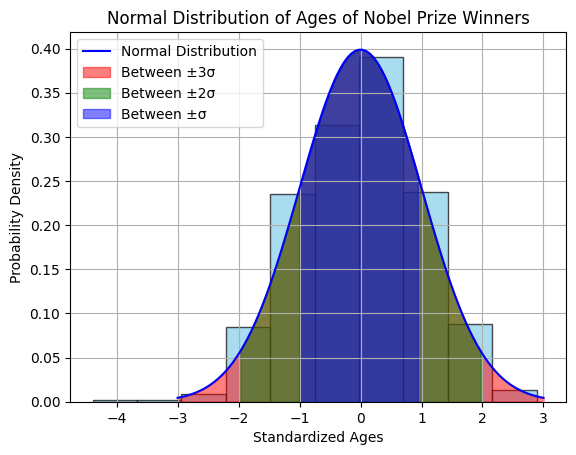 Normal Distribution of Ages of Nobel Prize Winners
Normal Distribution
Between ±3σ
Between ±2σ
Between ±σ
Probability Density
0.40
0.35
0.30
0.25
0.20
0.15
0.10
0.05
0.00
−4 −3 −2 −1 0 1 2 3
Standardized Ages